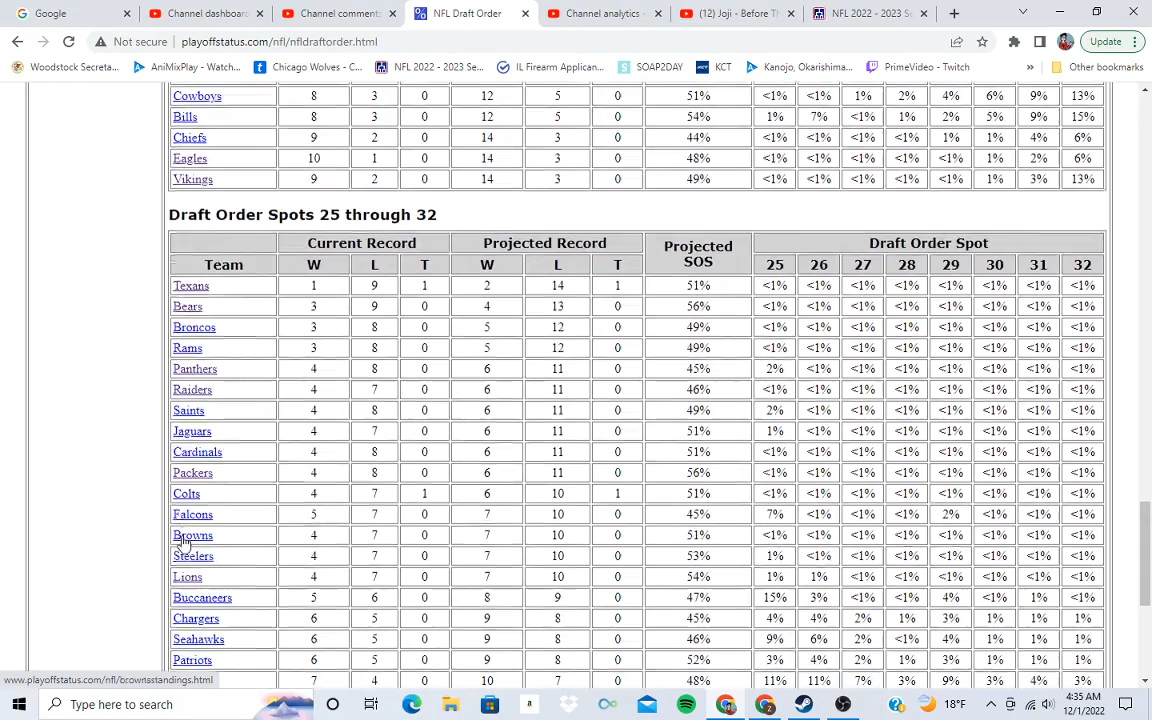 Google
Channel dashboard
Channel comments
NFL Draft Order
Channel analytics -
(12) Joji - Before Th
NFL 2022 - 2023 Se
Not secure | playoffstatus.com/nfl/nfldraftorder.html
Update
Woodstock Secreta...
AniMixPlay - Watch...
Chicago Wolves - C...
NFL 2022 - 2023 Se...
IL Firearm Applican...
SOAP2DAY
KCT
Kanojo, Okarishima...
PrimeVideo - Twitch
Other bookmarks
Cowboys 8 3 0 12 5 0 51% <1% <1% 1% 2% 4% 6% 9% 13%
Bills 8 3 0 12 5 0 54% 1% 7% <1% 1% 2% 5% 9% 15%
Chiefs 9 2 0 14 3 0 44% <1% <1% <1% <1% 1% 1% 4% 6%
Eagles 10 1 0 14 3 0 48% <1% <1% <1% <1% <1% 1% 2% 6%
Vikings 9 2 0 14 3 0 49% <1% <1% <1% <1% <1% 1% 3% 13%
Draft Order Spots 25 through 32
Current Record Projected Record Projected SOS Draft Order Spot
Team W L T W L T 25 26 27 28 29 30 31 32
Texans 1 9 1 2 14 1 51% <1% <1% <1% <1% <1% <1% <1% <1%
Bears 3 9 0 4 13 0 56% <1% <1% <1% <1% <1% <1% <1% <1%
Broncos 3 8 0 5 12 0 49% <1% <1% <1% <1% <1% <1% <1% <1%
Rams 3 8 0 5 12 0 49% <1% <1% <1% <1% <1% <1% <1% <1%
Panthers 4 8 0 6 11 0 45% 2% <1% <1% <1% <1% <1% <1% <1%
Raiders 4 7 0 6 11 0 46% <1% <1% <1% <1% <1% <1% <1% <1%
Saints 4 8 0 6 11 0 49% 2% <1% <1% <1% <1% <1% <1% <1%
Jaguars 4 7 0 6 11 0 51% 1% <1% <1% <1% <1% <1% <1% <1%
Cardinals 4 8 0 6 11 0 51% <1% <1% <1% <1% <1% <1% <1% <1%
Packers 4 8 0 6 11 0 56% <1% <1% <1% <1% <1% <1% <1% <1%
Colts 4 7 1 6 10 1 51% <1% <1% <1% <1% <1% <1% <1% <1%
Falcons 5 7 0 7 10 0 45% 7% <1% <1% <1% 2% <1% <1% <1%
Browns 4 7 0 7 10 0 51% <1% <1% <1% <1% <1% <1% <1% <1%
Steelers 4 7 0 7 10 0 53% 1% <1% <1% <1% <1% <1% <1% <1%
Lions 4 7 0 7 10 0 54% 1% 1% <1% <1% <1% <1% <1% <1%
Buccaneers 5 6 0 8 9 0 47% 15% 3% <1% <1% 4% <1% 1% <1%
Chargers 6 5 0 9 8 0 45% 4% 4% 2% 1% 3% 1% 1% 1%
Seahawks 6 5 0 9 8 0 46% 9% 6% 2% <1% 4% 1% 1% 1%
Patriots 6 5 0 9 8 0 52% 3% 4% 2% 1% 3% 1% 1% 1%
7 4 0 10 7 0 48% 11% 11% 3% 3% 9% 3% 4% 3%
www.playoffstatus.com/nfl/brownsstandings.html
Type here to search
18°F
4:35 AM
12/1/2022